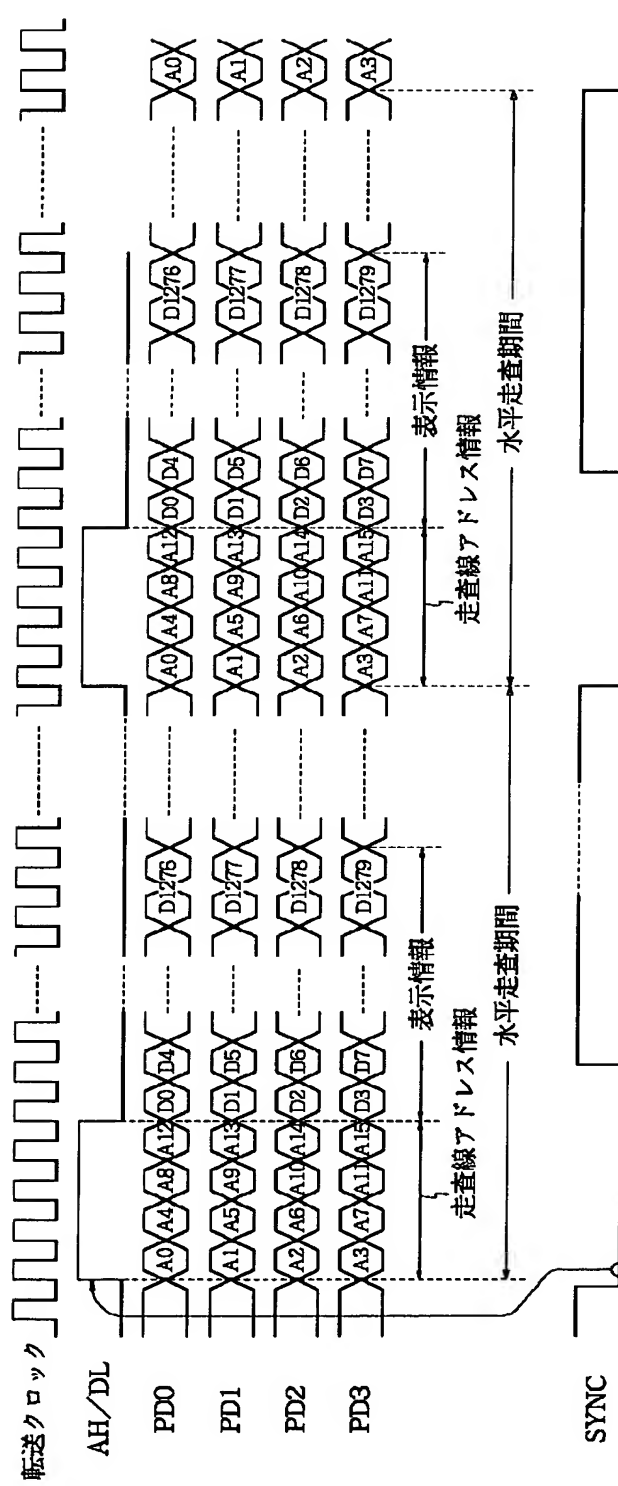 転送クロック
AH/DL
PD0 A0 A4 A8 A12 D0 D4 D1276 A0 A4 A8 A12 D0 D4 D1276 A0
PD1 A1 A5 A9 A13 D1 D5 D1277 A1 A5 A9 A13 D1 D5 D1277 A1
PD2 A2 A6 A10 A14 D2 D6 D1278 A2 A6 A10 A14 D2 D6 D1278 A2
PD3 A3 A7 A11 A15 D3 D7 D1279 A3 A7 A11 A15 D3 D7 D1279 A3
表示情報 表示情報
走査線アドレス情報 走査線アドレス情報
水平走査期間 水平走査期間
SYNC